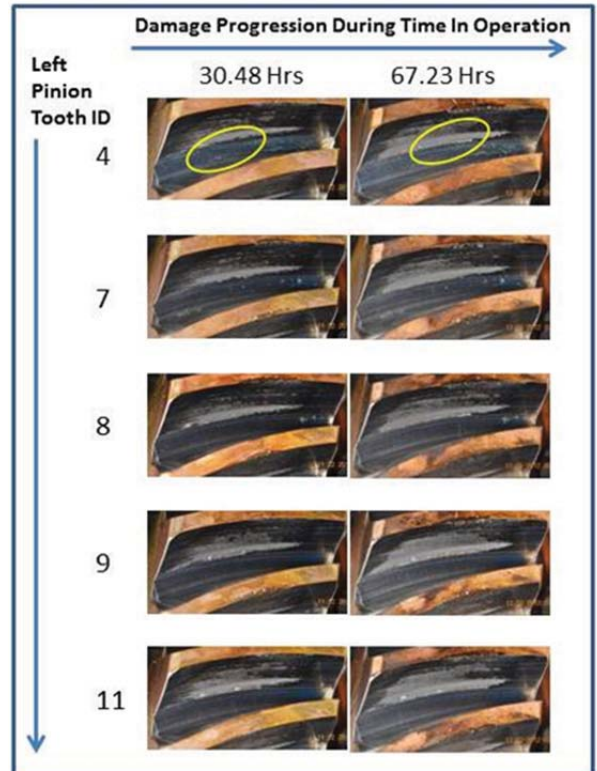 Damage Progression During Time In Operation
Left
Pinion
Tooth ID
30.48 Hrs
67.23 Hrs
4
7
8
9
11